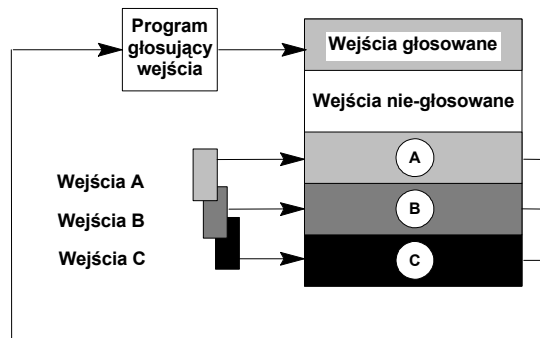 Program
głosujący
wejścia
Wejścia głosowane
Wejścia nie-głosowane
A
Wejścia A
B
Wejścia B
C
Wejścia C